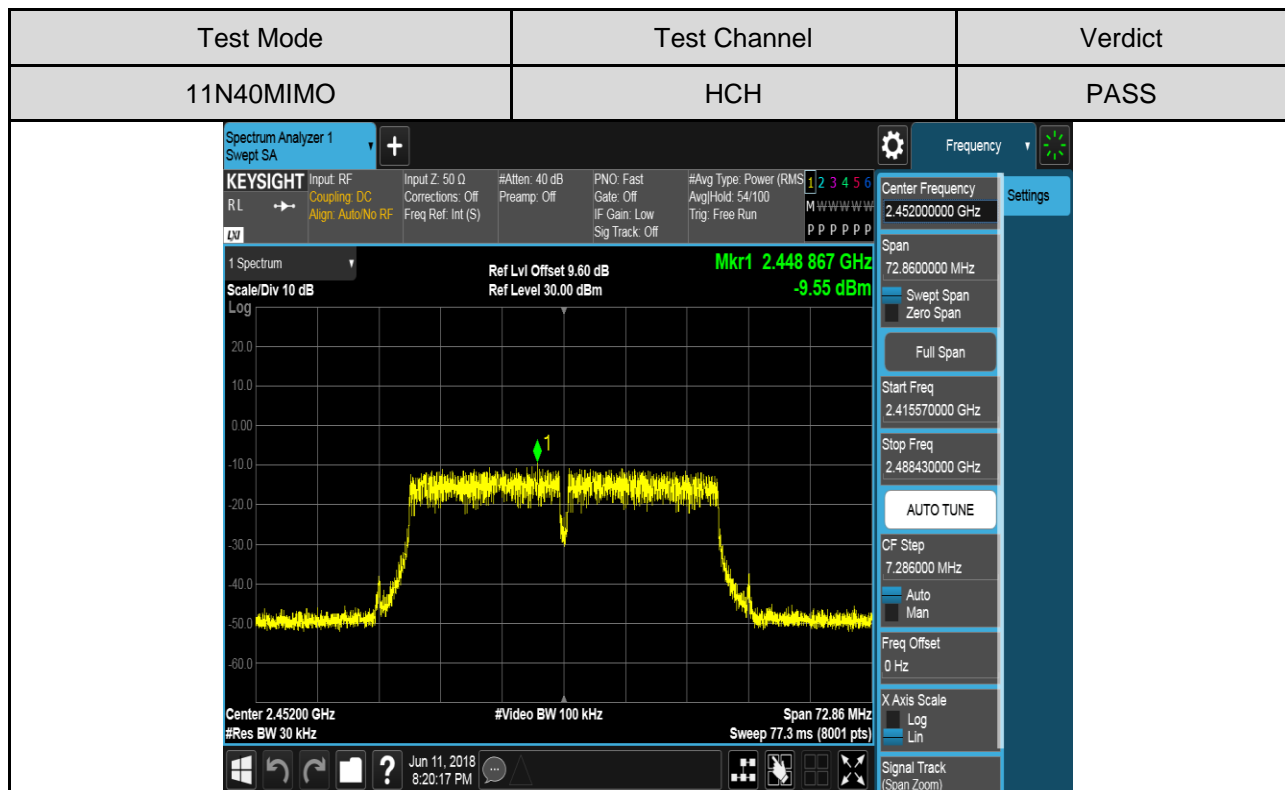 Test Mode Test Channel Verdict
11N40MIMO HCH PASS
Spectrum Analyzer 1
Swept SA
+
Frequency
KEYSIGHT
RL
LXI
Input: RF
Coupling: DC
Align: Auto/No RF
Input Z: 50 Ω
Corrections: Off
Freq Ref: Int (S)
#Atten: 40 dB
Preamp: Off
PNO: Fast
Gate: Off
IF Gain: Low
Sig Track: Off
#Avg Type: Power (RMS
Avg|Hold: 54/100
Trig: Free Run
1 2 3 4 5 6
M W W W W W
P P P P P P
1 Spectrum
Scale/Div 10 dB
Ref Lvl Offset 9.60 dB
Ref Level 30.00 dBm
Mkr1 2.448 867 GHz
-9.55 dBm
Log
20.0
10.0
0.00
-10.0
-20.0
-30.0
-40.0
-50.0
-60.0
1
Center 2.45200 GHz
#Res BW 30 kHz
#Video BW 100 kHz
Span 72.86 MHz
Sweep 77.3 ms (8001 pts)
Center Frequency
2.452000000 GHz
Settings
Span
72.8600000 MHz
Swept Span
Zero Span
Full Span
Start Freq
2.415570000 GHz
Stop Freq
2.488430000 GHz
AUTO TUNE
CF Step
7.286000 MHz
Auto
Man
Freq Offset
0 Hz
X Axis Scale
Log
Lin
Signal Track
(Span Zoom)
?
Jun 11, 2018
8:20:17 PM